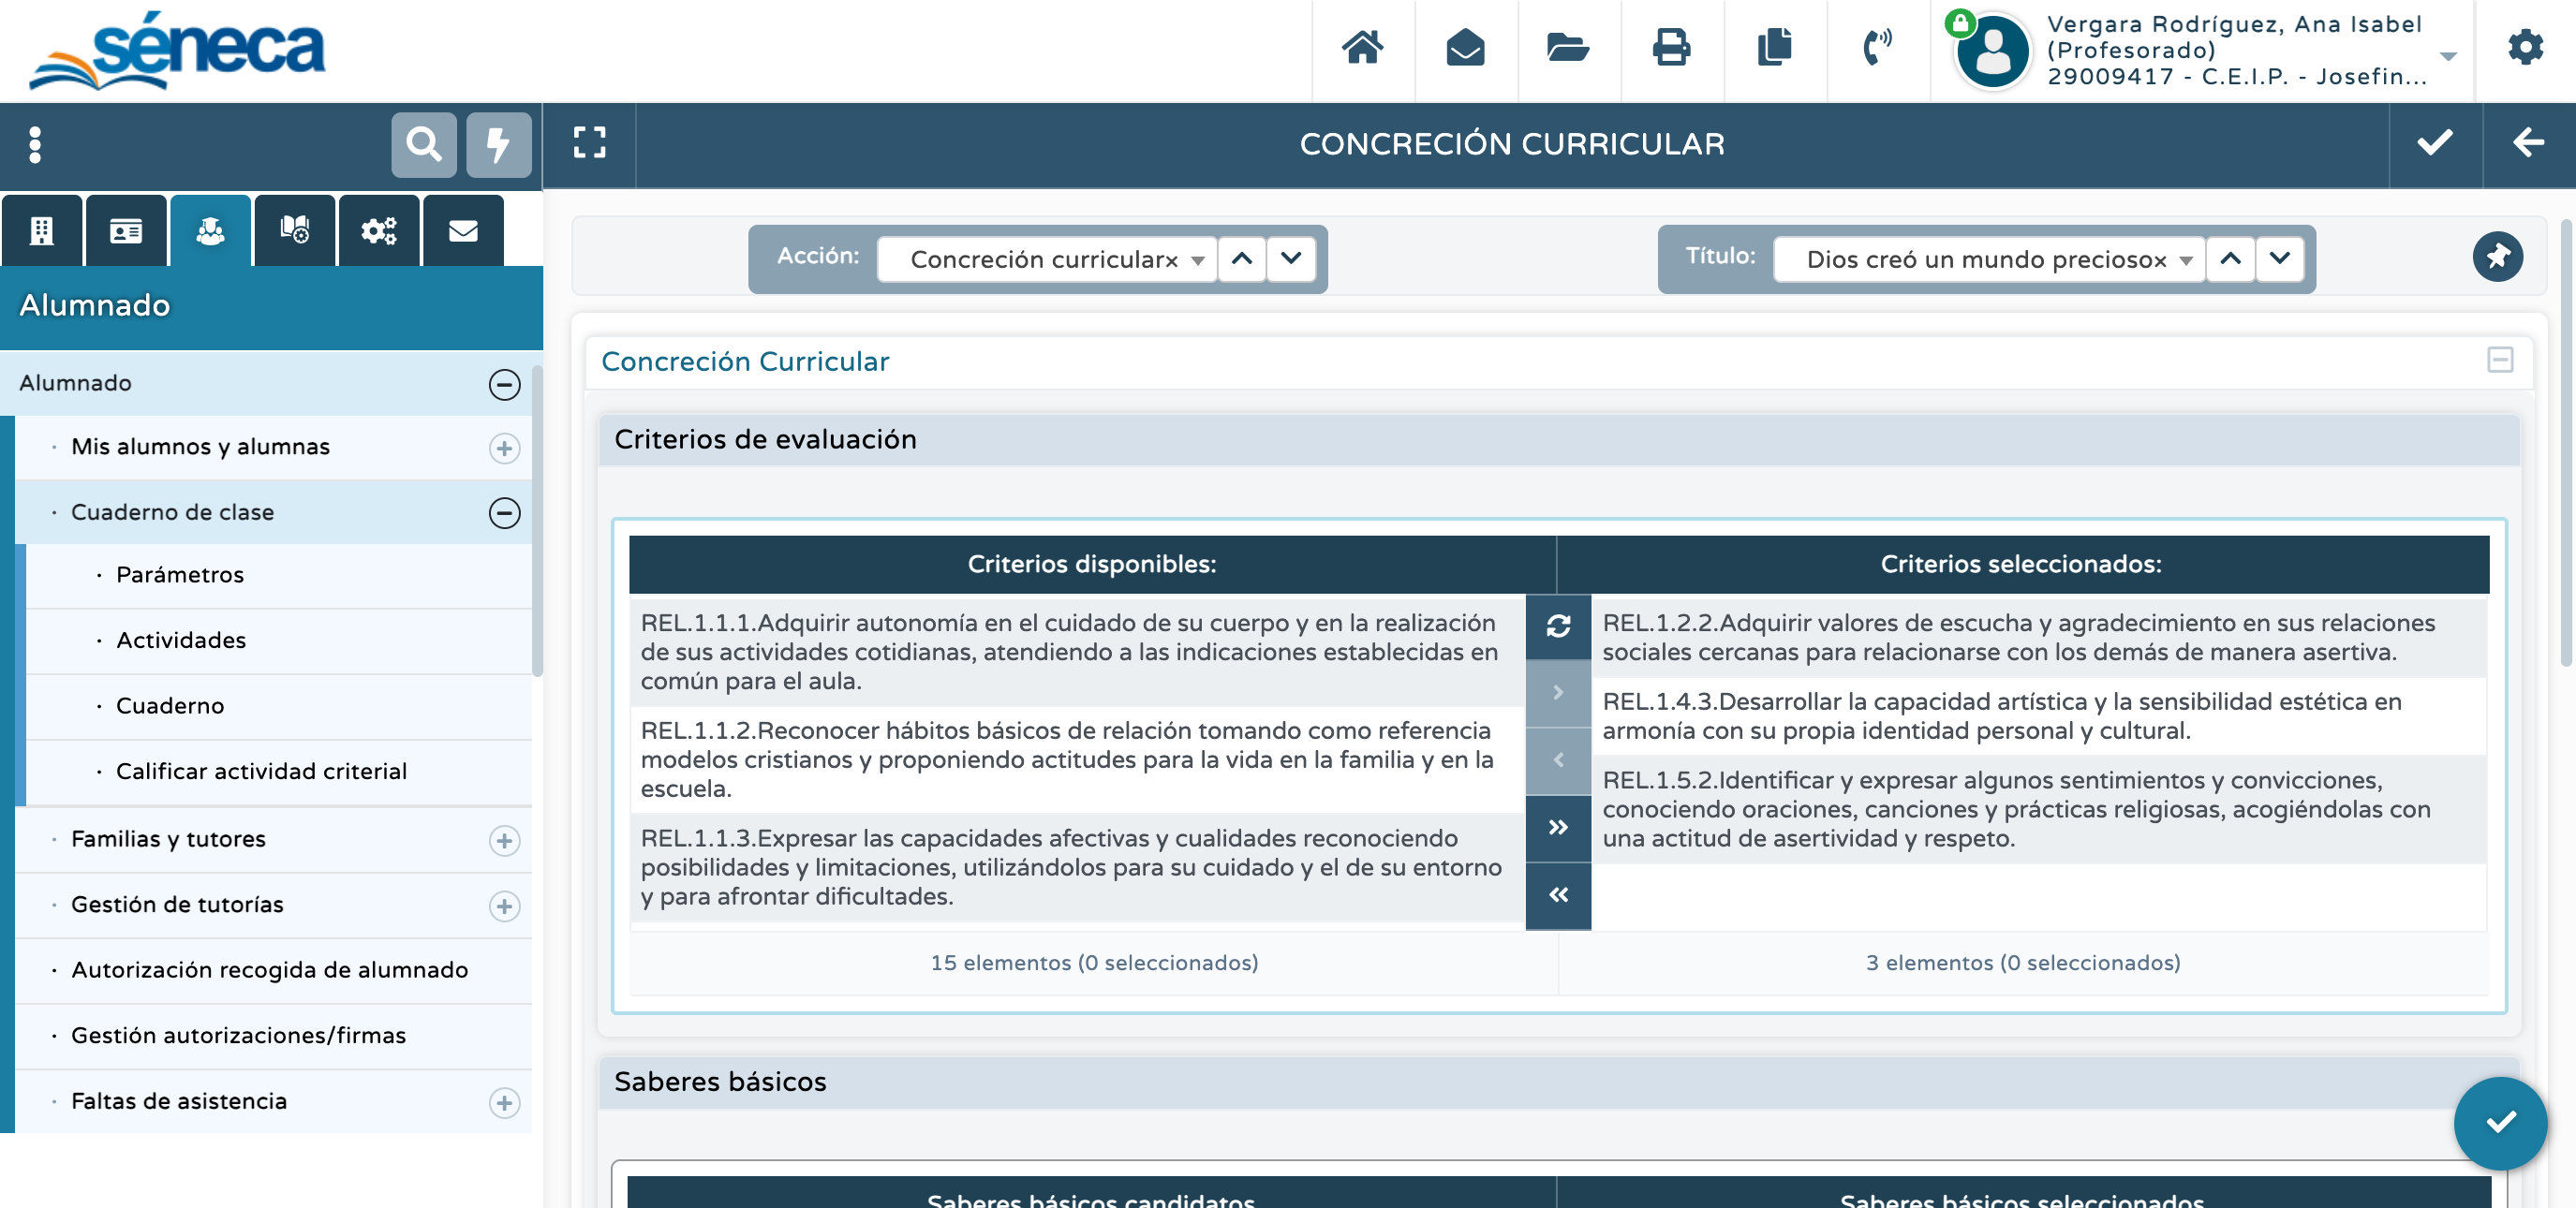 séneca
Vergara Rodríguez, Ana Isabel
(Profesorado)
29009417 - C.E.I.P. - Josefin...
CONCRECIÓN CURRICULAR
Alumnado
Alumnado
· Mis alumnos y alumnas
· Cuaderno de clase
· Parámetros
· Actividades
· Cuaderno
· Calificar actividad criterial
· Familias y tutores
· Gestión de tutorías
· Autorización recogida de alumnado
· Gestión autorizaciones/firmas
· Faltas de asistencia
Acción: Concreción curricular×
Título: Dios creó un mundo precioso×
Concreción Curricular
Criterios de evaluación
Criterios disponibles:
REL.1.1.1.Adquirir autonomía en el cuidado de su cuerpo y en la realización
de sus actividades cotidianas, atendiendo a las indicaciones establecidas en
común para el aula.
REL.1.1.2.Reconocer hábitos básicos de relación tomando como referencia
modelos cristianos y proponiendo actitudes para la vida en la familia y en la
escuela.
REL.1.1.3.Expresar las capacidades afectivas y cualidades reconociendo
posibilidades y limitaciones, utilizándolos para su cuidado y el de su entorno
y para afrontar dificultades.
15 elementos (0 seleccionados)
Criterios seleccionados:
REL.1.2.2.Adquirir valores de escucha y agradecimiento en sus relaciones
sociales cercanas para relacionarse con los demás de manera asertiva.
REL.1.4.3.Desarrollar la capacidad artística y la sensibilidad estética en
armonía con su propia identidad personal y cultural.
REL.1.5.2.Identificar y expresar algunos sentimientos y convicciones,
conociendo oraciones, canciones y prácticas religiosas, acogiéndolas con
una actitud de asertividad y respeto.
3 elementos (0 seleccionados)
Saberes básicos
Saberes básicos candidatos
Saberes básicos seleccionados